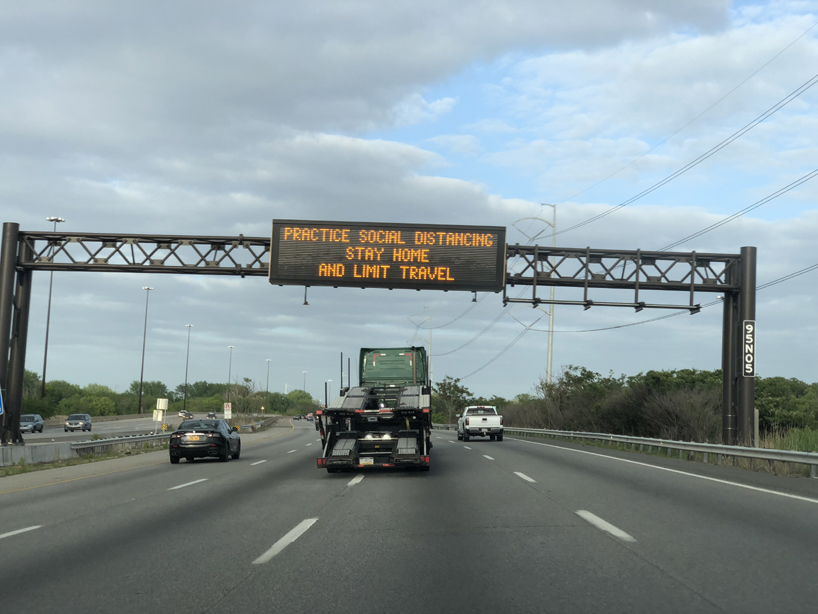 PRACTICE SOCIAL DISTANCING
STAY HOME
AND LIMIT TRAVEL
95N05